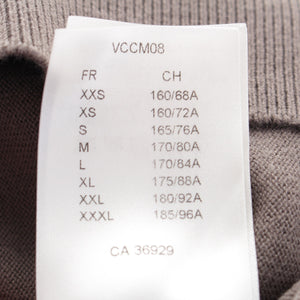 VCCM08
FR CH
XXS 160/68A
XS 160/72A
S 165/76A
M 170/80A
L 170/84A
XL 175/88A
XXL 180/92A
XXXL 185/96A
CA 36929